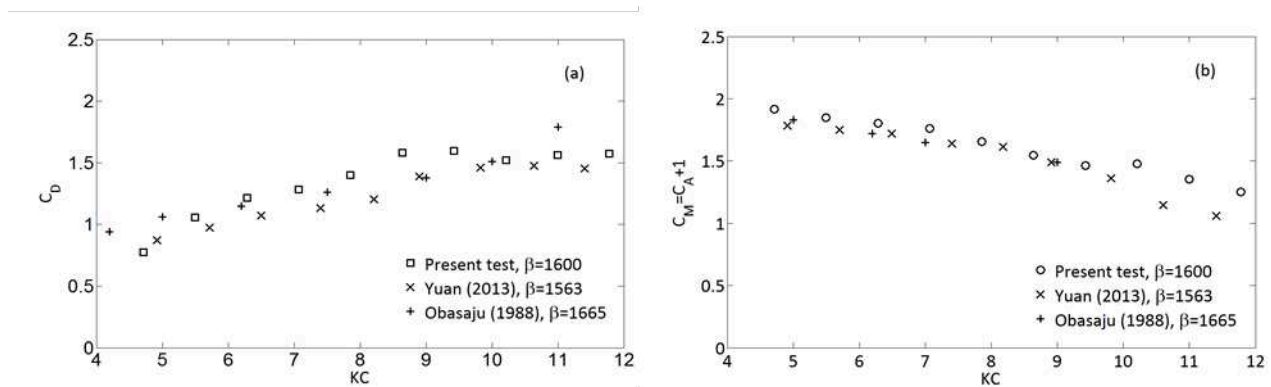 2.5
2
1.5
1
0.5
0
C_D
(a)
□ Present test, β=1600
× Yuan (2013), β=1563
+ Obasaju (1988), β=1665
4 5 6 7 8 9 10 11 12
KC
2.5
2
1.5
1
0.5
0
C_M=C_A+1
(b)
○ Present test, β=1600
× Yuan (2013), β=1563
+ Obasaju (1988), β=1665
4 5 6 7 8 9 10 11 12
KC